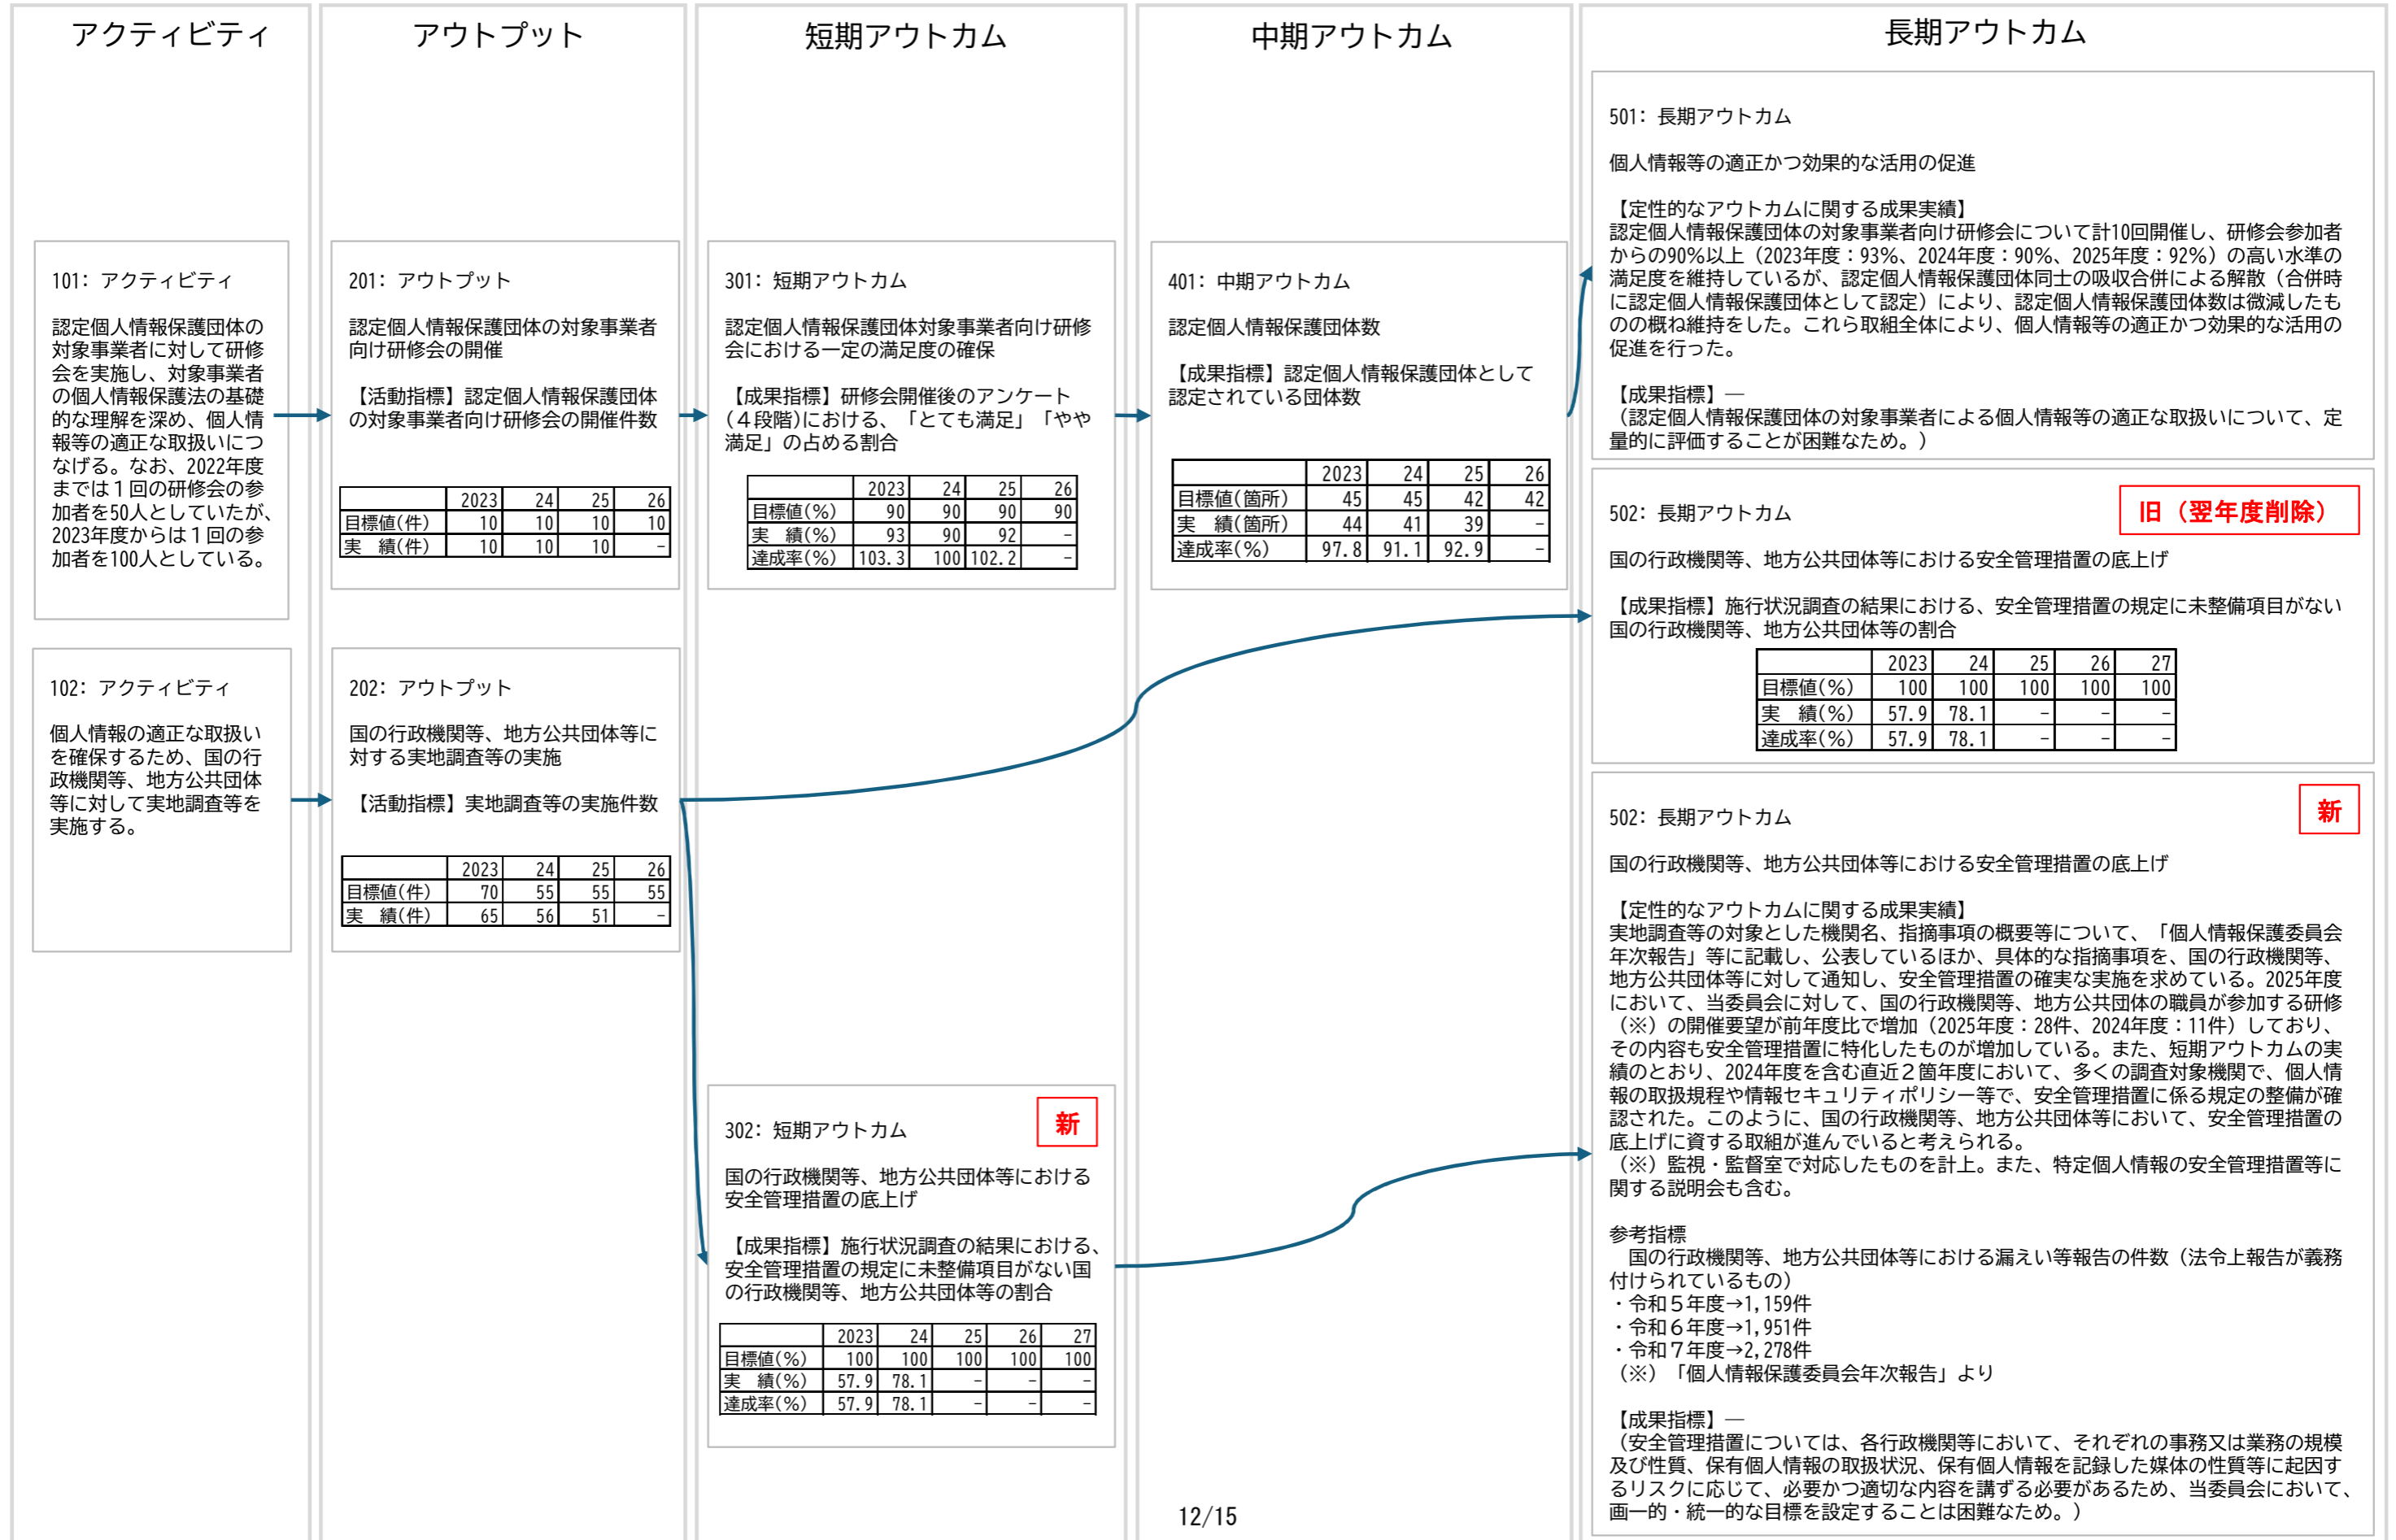 アクティビティ
アウトプット
短期アウトカム
中期アウトカム
長期アウトカム
101: アクティビティ
認定個人情報保護団体の
対象事業者に対して研修
会を実施し、対象事業者
の個人情報保護法の基礎
的な理解を深め、個人情
報等の適正な取扱いにつ
なげる。なお、2022年度
までは１回の研修会の参
加者を50人としていたが、
2023年度からは１回の参
加者を100人としている。
201: アウトプット
認定個人情報保護団体の対象事業者
向け研修会の開催
【活動指標】認定個人情報保護団体
の対象事業者向け研修会の開催件数
2023 24 25 26
目標値(件) 10 10 10 10
実　績(件) 10 10 10 -
301: 短期アウトカム
認定個人情報保護団体対象事業者向け研修
会における一定の満足度の確保
【成果指標】研修会開催後のアンケート
(４段階)における、「とても満足」「やや
満足」の占める割合
2023 24 25 26
目標値(%) 90 90 90 90
実　績(%) 93 90 92 -
達成率(%) 103.3 100 102.2 -
401: 中期アウトカム
認定個人情報保護団体数
【成果指標】認定個人情報保護団体として
認定されている団体数
2023 24 25 26
目標値(箇所) 45 45 42 42
実　績(箇所) 44 41 39 -
達成率(%) 97.8 91.1 92.9 -
501: 長期アウトカム
個人情報等の適正かつ効果的な活用の促進
【定性的なアウトカムに関する成果実績】
認定個人情報保護団体の対象事業者向け研修会について計10回開催し、研修会参加者
からの90%以上（2023年度：93%、2024年度：90%、2025年度：92%）の高い水準の
満足度を維持しているが、認定個人情報保護団体同士の吸収合併による解散（合併時
に認定個人情報保護団体として認定）により、認定個人情報保護団体数は微減したも
のの概ね維持をした。これら取組全体により、個人情報等の適正かつ効果的な活用の
促進を行った。
【成果指標】―
（認定個人情報保護団体の対象事業者による個人情報等の適正な取扱いについて、定
量的に評価することが困難なため。）
502: 長期アウトカム
旧（翌年度削除）
国の行政機関等、地方公共団体等における安全管理措置の底上げ
【成果指標】施行状況調査の結果における、安全管理措置の規定に未整備項目がない
国の行政機関等、地方公共団体等の割合
2023 24 25 26 27
目標値(%) 100 100 100 100 100
実　績(%) 57.9 78.1 - - -
達成率(%) 57.9 78.1 - - -
102: アクティビティ
個人情報の適正な取扱い
を確保するため、国の行
政機関等、地方公共団体
等に対して実地調査等を
実施する。
202: アウトプット
国の行政機関等、地方公共団体等に
対する実地調査等の実施
【活動指標】実地調査等の実施件数
2023 24 25 26
目標値(件) 70 55 55 55
実　績(件) 65 56 51 -
302: 短期アウトカム
新
国の行政機関等、地方公共団体等における
安全管理措置の底上げ
【成果指標】施行状況調査の結果における、
安全管理措置の規定に未整備項目がない国
の行政機関等、地方公共団体等の割合
2023 24 25 26 27
目標値(%) 100 100 100 100 100
実　績(%) 57.9 78.1 - - -
達成率(%) 57.9 78.1 - - -
502: 長期アウトカム
新
国の行政機関等、地方公共団体等における安全管理措置の底上げ
【定性的なアウトカムに関する成果実績】
実地調査等の対象とした機関名、指摘事項の概要等について、「個人情報保護委員会
年次報告」等に記載し、公表しているほか、具体的な指摘事項を、国の行政機関等、
地方公共団体等に対して通知し、安全管理措置の確実な実施を求めている。2025年度
において、当委員会に対して、国の行政機関等、地方公共団体の職員が参加する研修
（※）の開催要望が前年度比で増加（2025年度：28件、2024年度：11件）しており、
その内容も安全管理措置に特化したものが増加している。また、短期アウトカムの実
績のとおり、2024年度を含む直近２箇年度において、多くの調査対象機関で、個人情
報の取扱規程や情報セキュリティポリシー等で、安全管理措置に係る規定の整備が確
認された。このように、国の行政機関等、地方公共団体等において、安全管理措置の
底上げに資する取組が進んでいると考えられる。
（※）監視・監督室で対応したものを計上。また、特定個人情報の安全管理措置等に
関する説明会も含む。
参考指標
国の行政機関等、地方公共団体等における漏えい等報告の件数（法令上報告が義務
付けられているもの）
・令和５年度→1,159件
・令和６年度→1,951件
・令和７年度→2,278件
（※）「個人情報保護委員会年次報告」より
【成果指標】―
（安全管理措置については、各行政機関等において、それぞれの事務又は業務の規模
及び性質、保有個人情報の取扱状況、保有個人情報を記録した媒体の性質等に起因す
るリスクに応じて、必要かつ適切な内容を講ずる必要があるため、当委員会において、
画一的・統一的な目標を設定することは困難なため。）
12/15